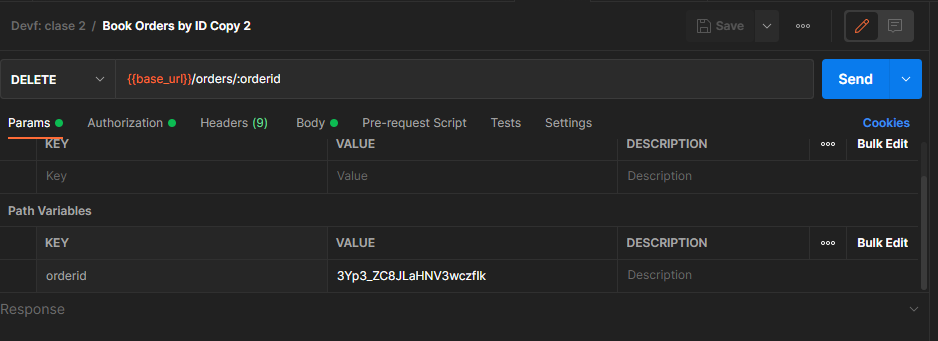 Devf: clase 2 / Book Orders by ID Copy 2
Save
DELETE
{{base_url}}/orders/:orderid
Send
Params Authorization Headers (9) Body Pre-request Script Tests Settings Cookies
KEY VALUE DESCRIPTION Bulk Edit
Key Value Description
Path Variables
KEY VALUE DESCRIPTION Bulk Edit
orderid 3Yp3_ZC8JLaHNV3wczfIk Description
Response